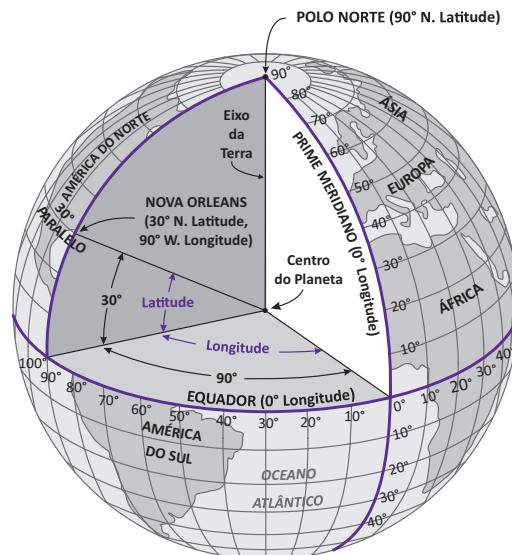 POLO NORTE (90° N. Latitude)
90°
80°
70°
60°
50°
40°
30°
20°
10°
ÁSIA
EUROPA
ÁFRICA
PRIME MERIDIANO (0° Longitude)
Eixo
da
Terra
AMÉRICA DO NORTE
30°
PARALELO
NOVA ORLEANS
(30° N. Latitude,
90° W. Longitude)
Centro
do Planeta
30°
Latitude
Longitude
90°
EQUADOR (0° Longitude)
100°
90°
80°
70°
60°
50°
40°
30°
20°
10°
0°
10°
20°
30°
40°
10°
20°
30°
40°
AMÉRICA
DO SUL
OCEANO
ATLÂNTICO